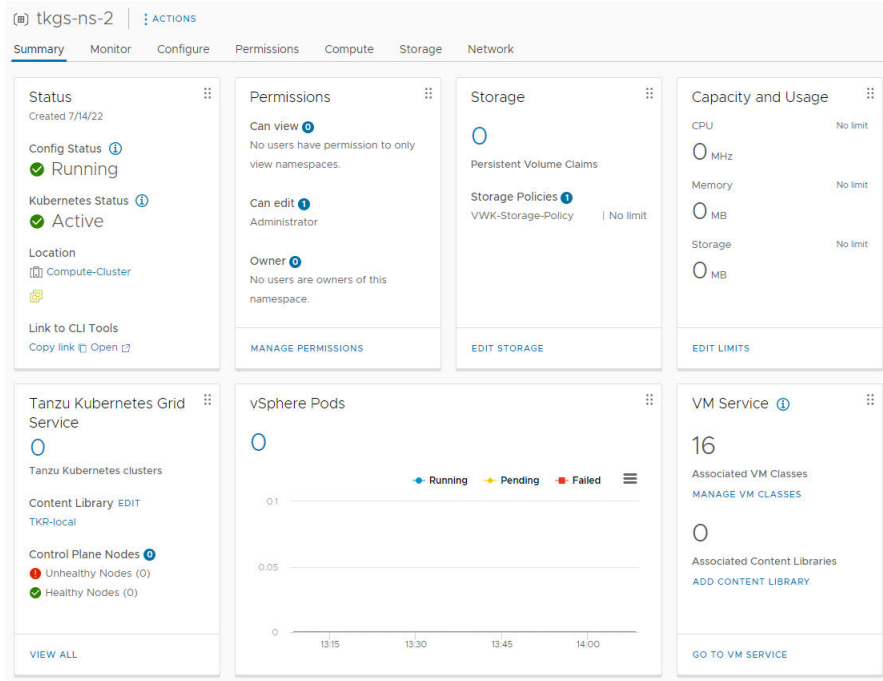 tkgs-ns-2
ACTIONS
Summary Monitor Configure Permissions Compute Storage Network
Status
Created 7/14/22
Config Status
Running
Kubernetes Status
Active
Location
Compute-Cluster
Link to CLI Tools
Copy link Open
Permissions
Can view 0
No users have permission to only
view namespaces.
Can edit 1
Administrator
Owner 0
No users are owners of this
namespace.
MANAGE PERMISSIONS
Storage
0
Persistent Volume Claims
Storage Policies 1
VWK-Storage-Policy | No limit
EDIT STORAGE
Capacity and Usage
CPU No limit
0 MHz
Memory No limit
0 MB
Storage No limit
0 MB
EDIT LIMITS
Tanzu Kubernetes Grid
Service
0
Tanzu Kubernetes clusters
Content Library EDIT
TKR-local
Control Plane Nodes 0
Unhealthy Nodes (0)
Healthy Nodes (0)
VIEW ALL
vSphere Pods
0
Running Pending Failed
0.1
0.05
0
13:15 13:30 13:45 14:00
VM Service
16
Associated VM Classes
MANAGE VM CLASSES
0
Associated Content Libraries
ADD CONTENT LIBRARY
GO TO VM SERVICE